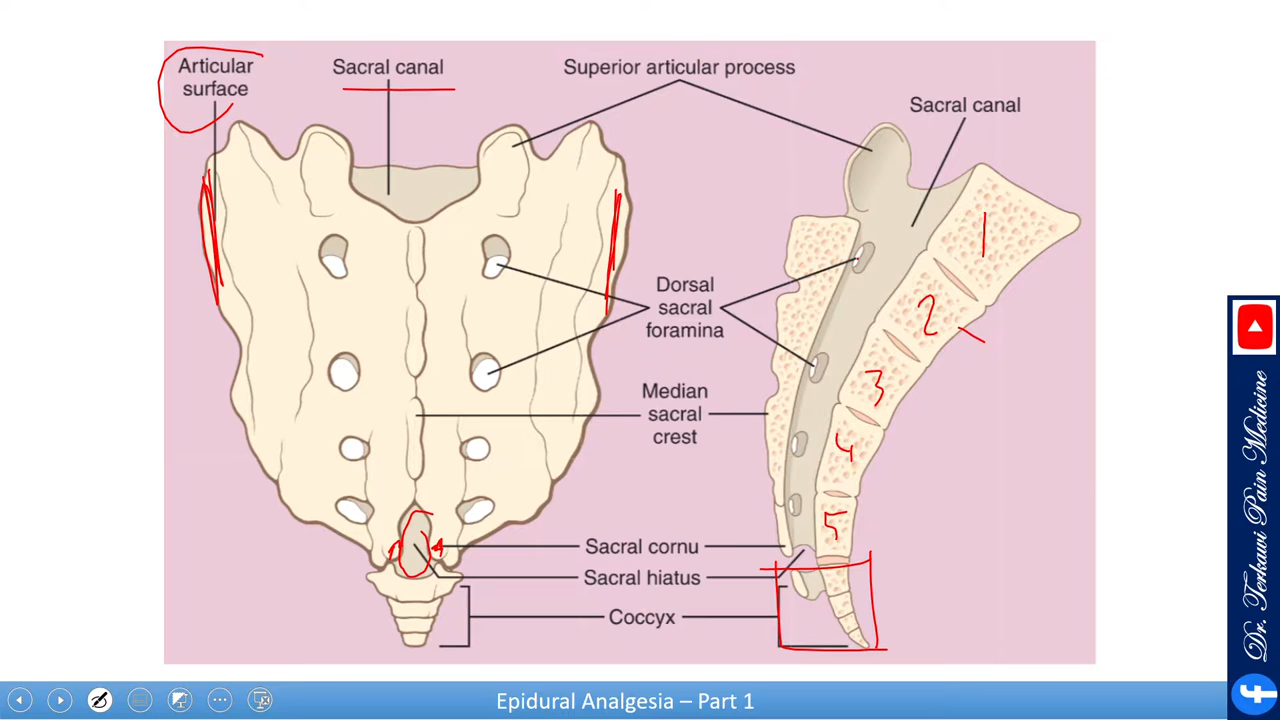 Articular
surface
Sacral canal
Superior articular process
Sacral canal
1
2
3
4
5
Dorsal
sacral
foramina
Median
sacral
crest
Sacral cornu
Sacral hiatus
Coccyx
Dr. Terkawi Pain Medicine
Epidural Analgesia – Part 1